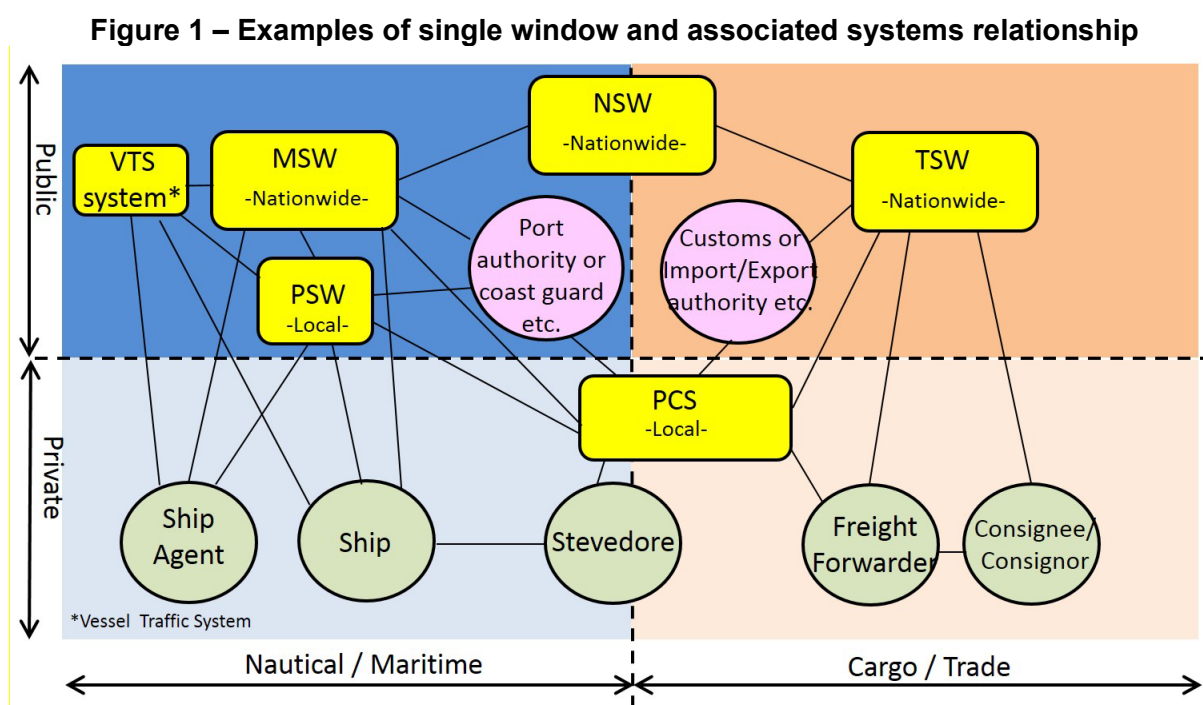 Figure 1 – Examples of single window and associated systems relationship
Public
Private
NSW
-Nationwide-
VTS
system*
MSW
-Nationwide-
TSW
-Nationwide-
Port
authority or
coast guard
etc.
Customs or
Import/Export
authority etc.
PSW
-Local-
PCS
-Local-
Ship
Agent
Ship
Stevedore
Freight
Forwarder
Consignee/
Consignor
*Vessel Traffic System
Nautical / Maritime
Cargo / Trade